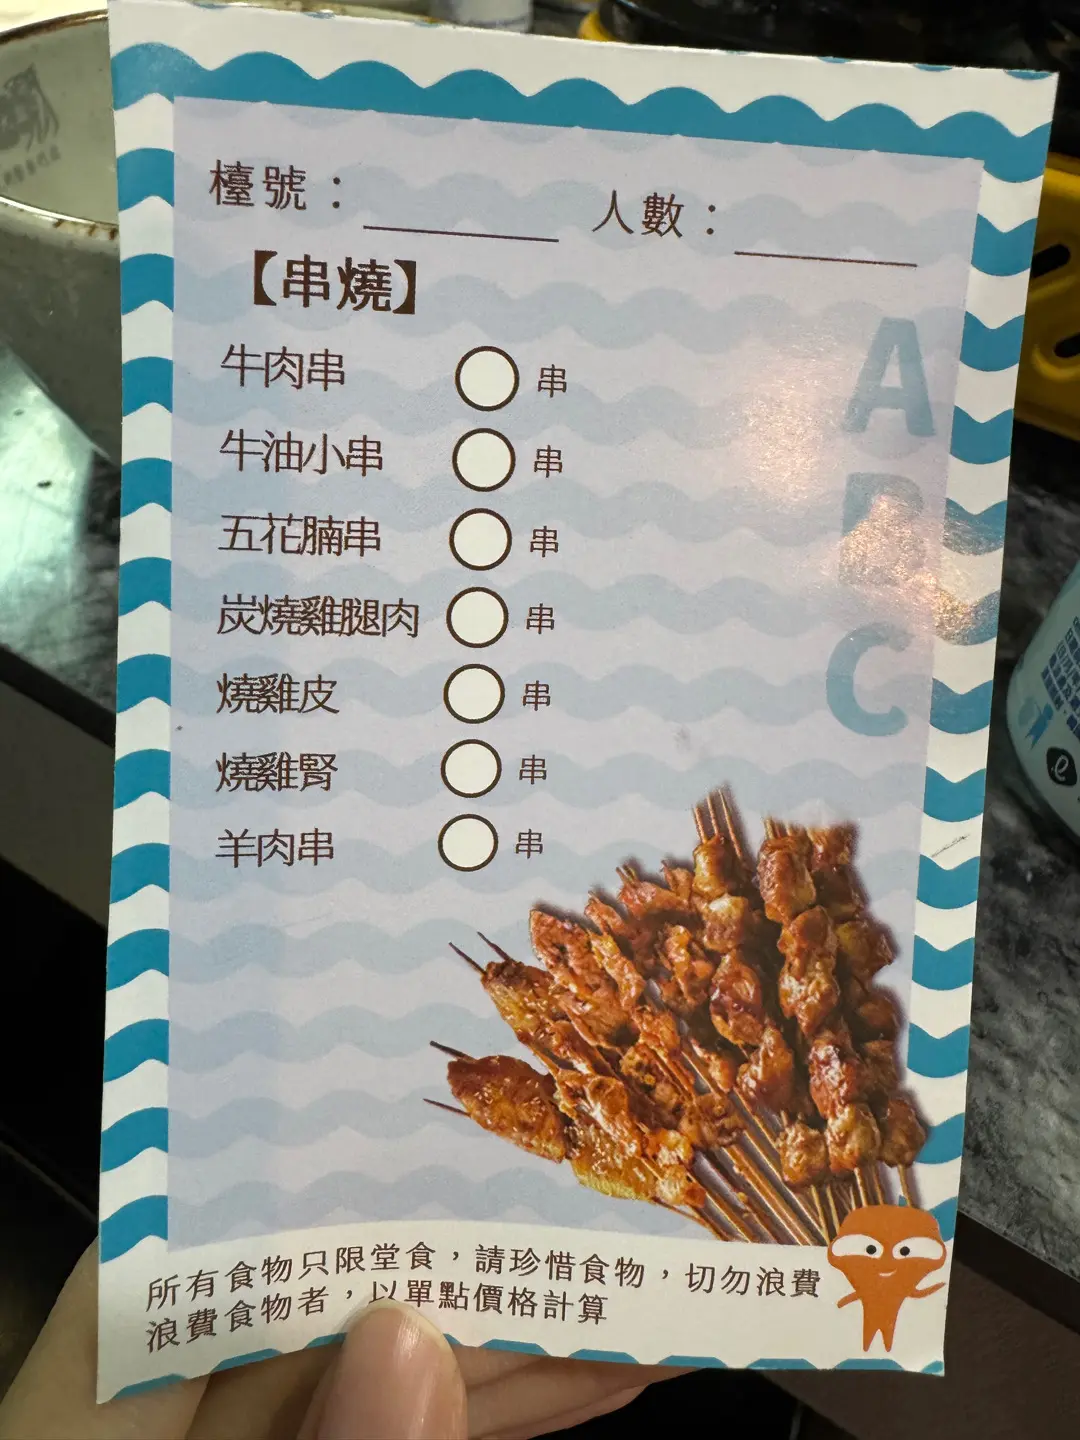 檯號：
人數：
【串燒】
牛肉串 串
牛油小串 串
五花腩串 串
炭燒雞腿肉 串
燒雞皮 串
燒雞腎 串
羊肉串 串
A
B
C
所有食物只限堂食，請珍惜食物，切勿浪費
浪費食物者，以單點價格計算